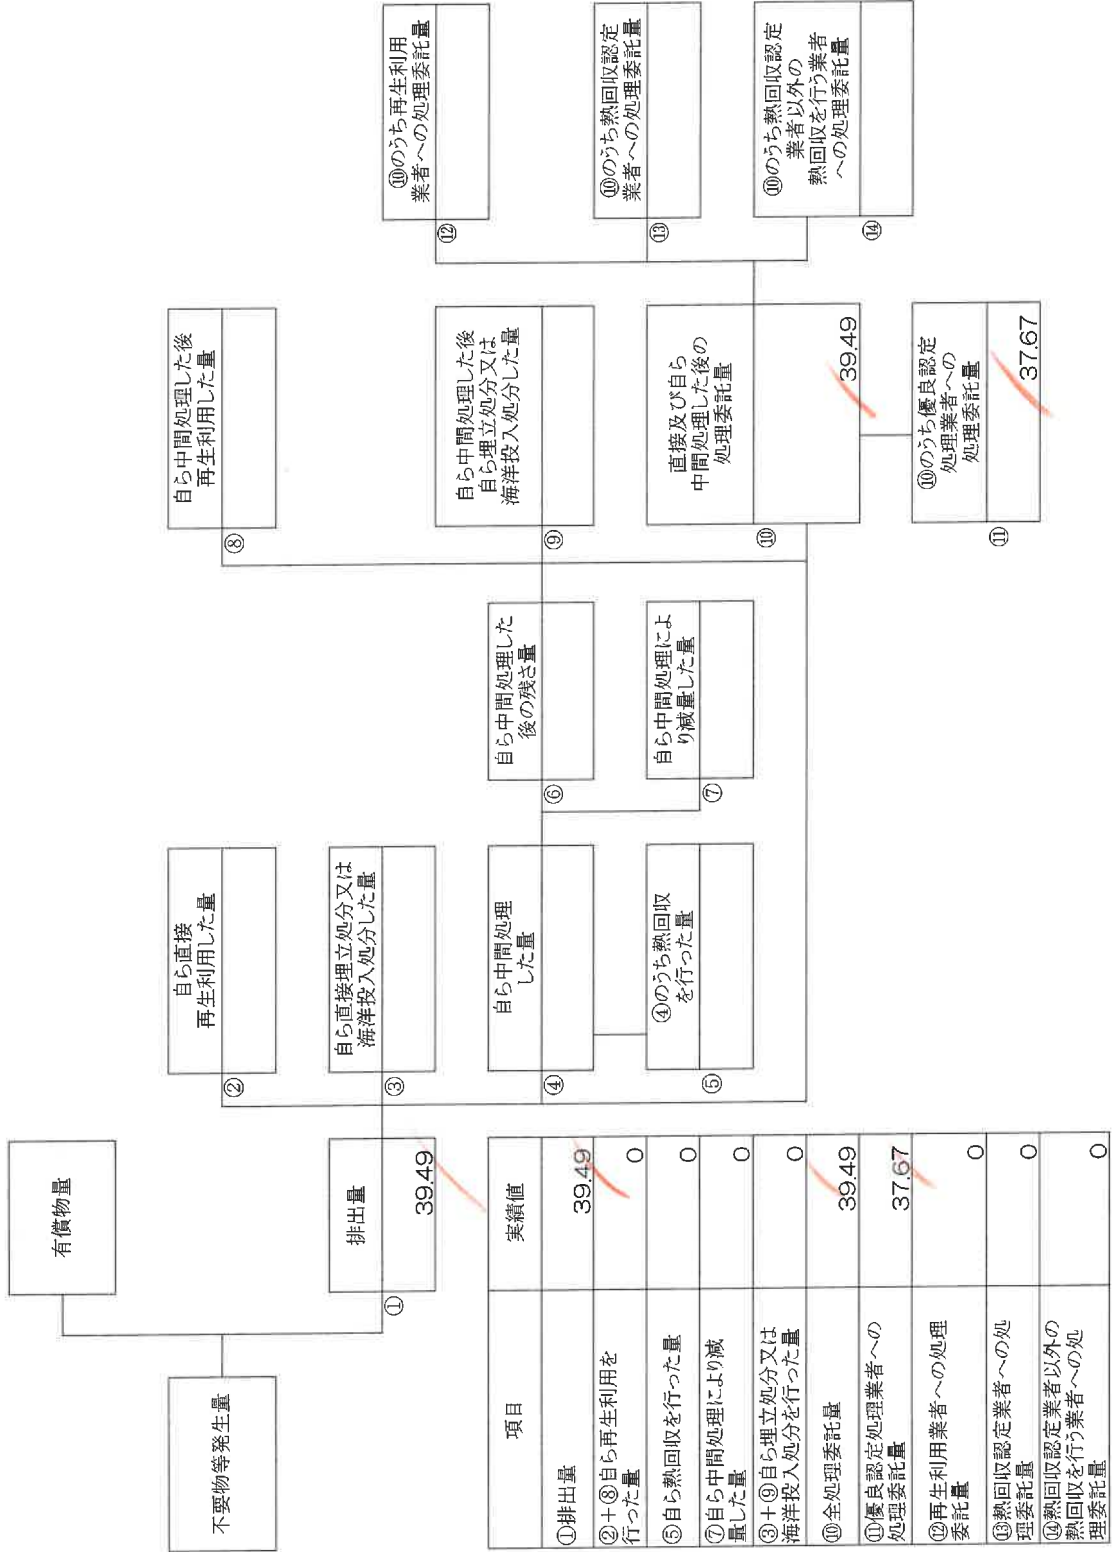 有償物量
不要物等発生量
排出量
①
39.49
自ら直接
再生利用した量
②
自ら直接埋立処分又は
海洋投入処分した量
③
自ら中間処理
した量
④
④のうち熱回収
を行った量
⑤
自ら中間処理した
後の残さ量
⑥
自ら中間処理によ
り減量した量
⑦
自ら中間処理した後
再生利用した量
⑧
自ら中間処理した後
自ら埋立処分又は
海洋投入処分した量
⑨
直接及び自ら
中間処理した後の
処理委託量
⑩
39.49
⑩のうち優良認定
処理業者への
処理委託量
⑪
37.67
⑩のうち再生利用
業者への処理委託量
⑫
⑩のうち熱回収認定
業者への処理委託量
⑬
⑩のうち熱回収認定
業者以外の
熱回収を行う業者
への処理委託量
⑭
項目 実績値
①排出量 39.49
②+⑧自ら再生利用を
行った量 0
⑤自ら熱回収を行った量 0
⑦自ら中間処理により減
量した量 0
③+⑨自ら埋立処分又は
海洋投入処分を行った量 0
⑩全処理委託量 39.49
⑪優良認定処理業者への
処理委託量 37.67
⑫再生利用業者への処理
委託量 0
⑬熱回収認定業者への処
理委託量 0
⑭熱回収認定業者以外の
熱回収を行う業者への処
理委託量 0